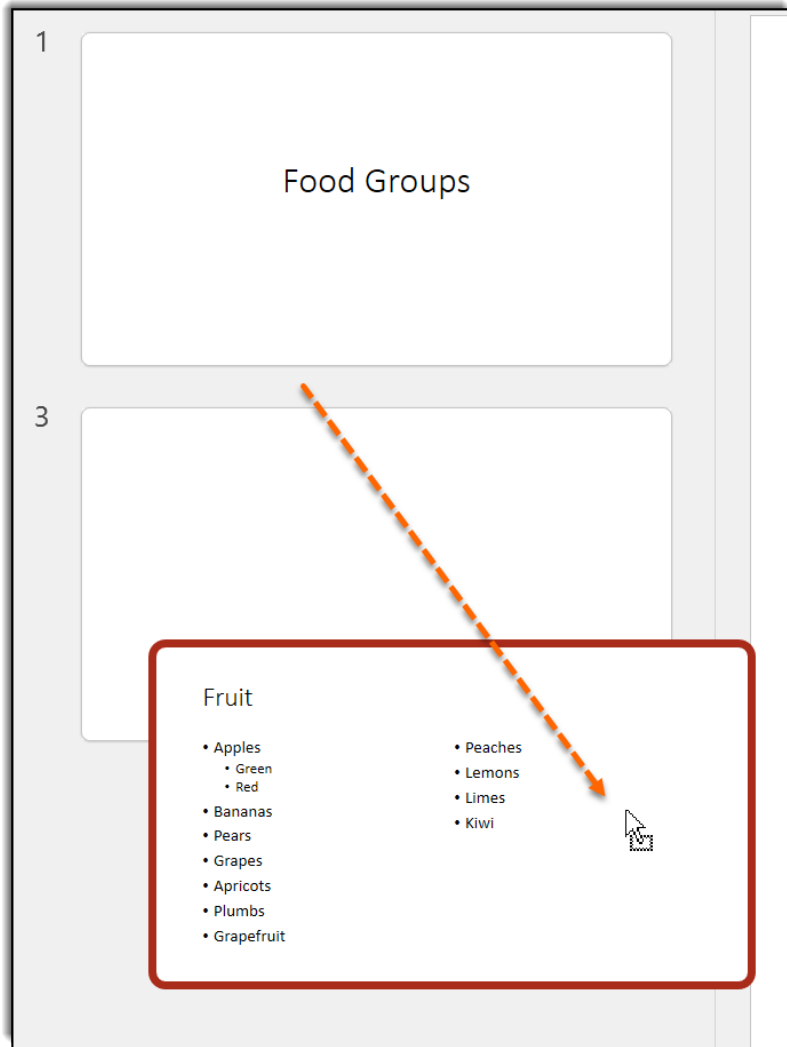 1
Food Groups
3
Fruit
• Apples
• Green
• Red
• Bananas
• Pears
• Grapes
• Apricots
• Plumbs
• Grapefruit
• Peaches
• Lemons
• Limes
• Kiwi